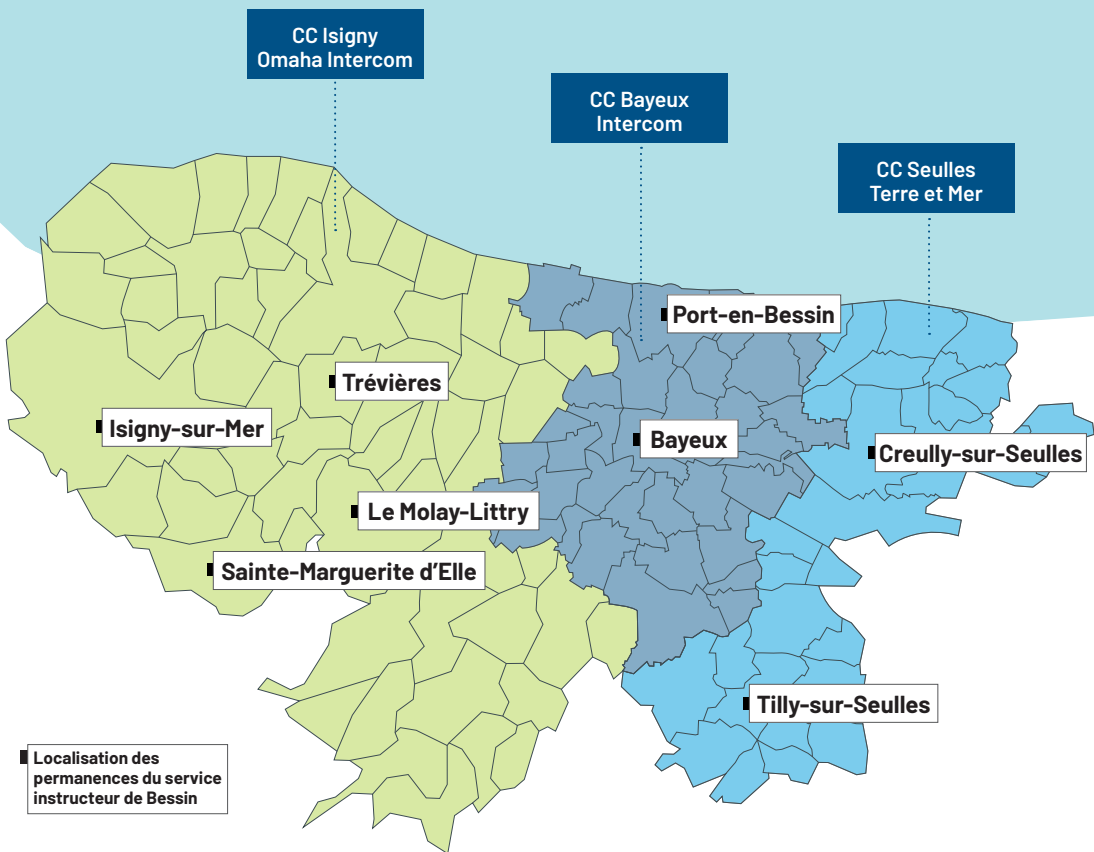 CC Isigny
Omaha Intercom
CC Bayeux
Intercom
CC Seulles
Terre et Mer
Port-en-Bessin
Trévières
Isigny-sur-Mer
Bayeux
Creully-sur-Seulles
Le Molay-Littry
Sainte-Marguerite d'Elle
Tilly-sur-Seulles
Localisation des
permanences du service
instructeur de Bessin